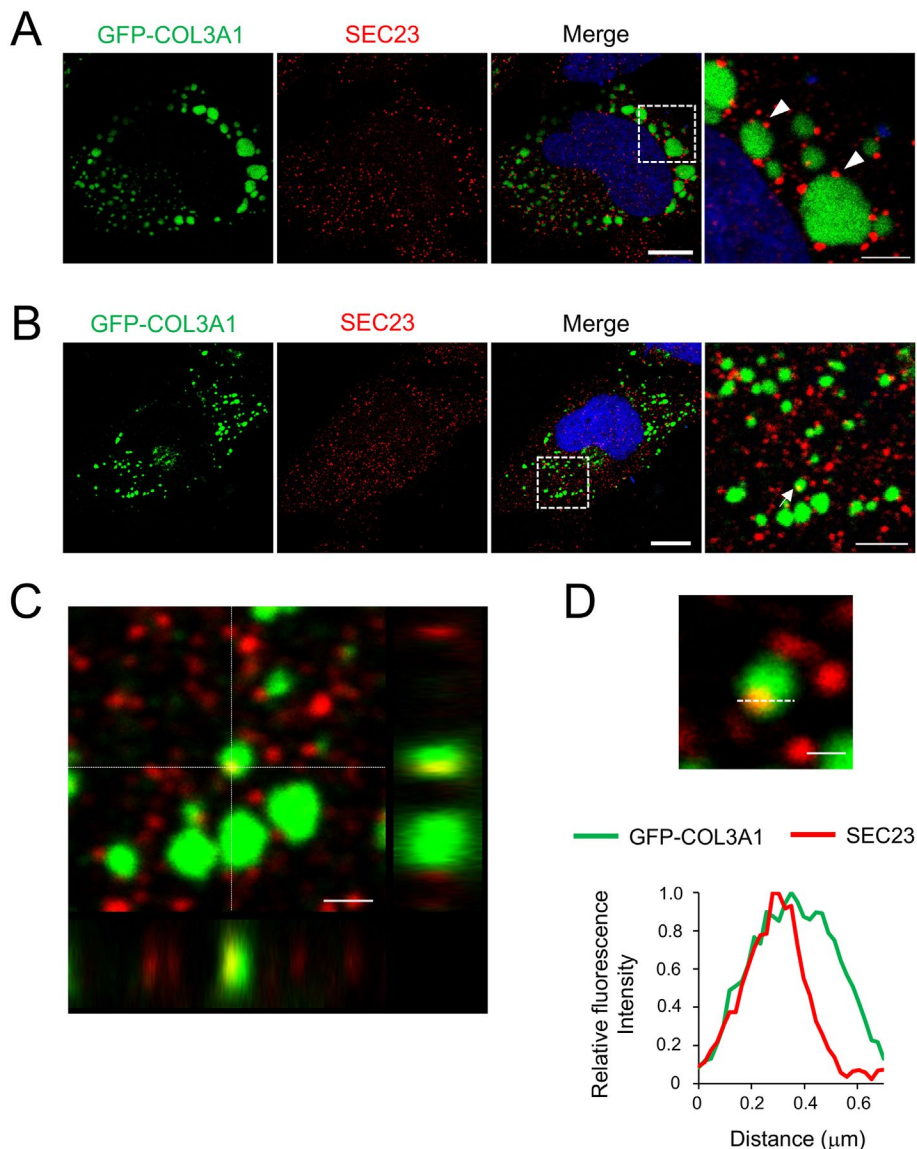 A
GFP-COL3A1 SEC23 Merge
B
GFP-COL3A1 SEC23 Merge
C
D
GFP-COL3A1 SEC23
Relative fluorescence
Intensity
1.0
0.8
0.6
0.4
0.2
0
0 0.2 0.4 0.6
Distance (μm)